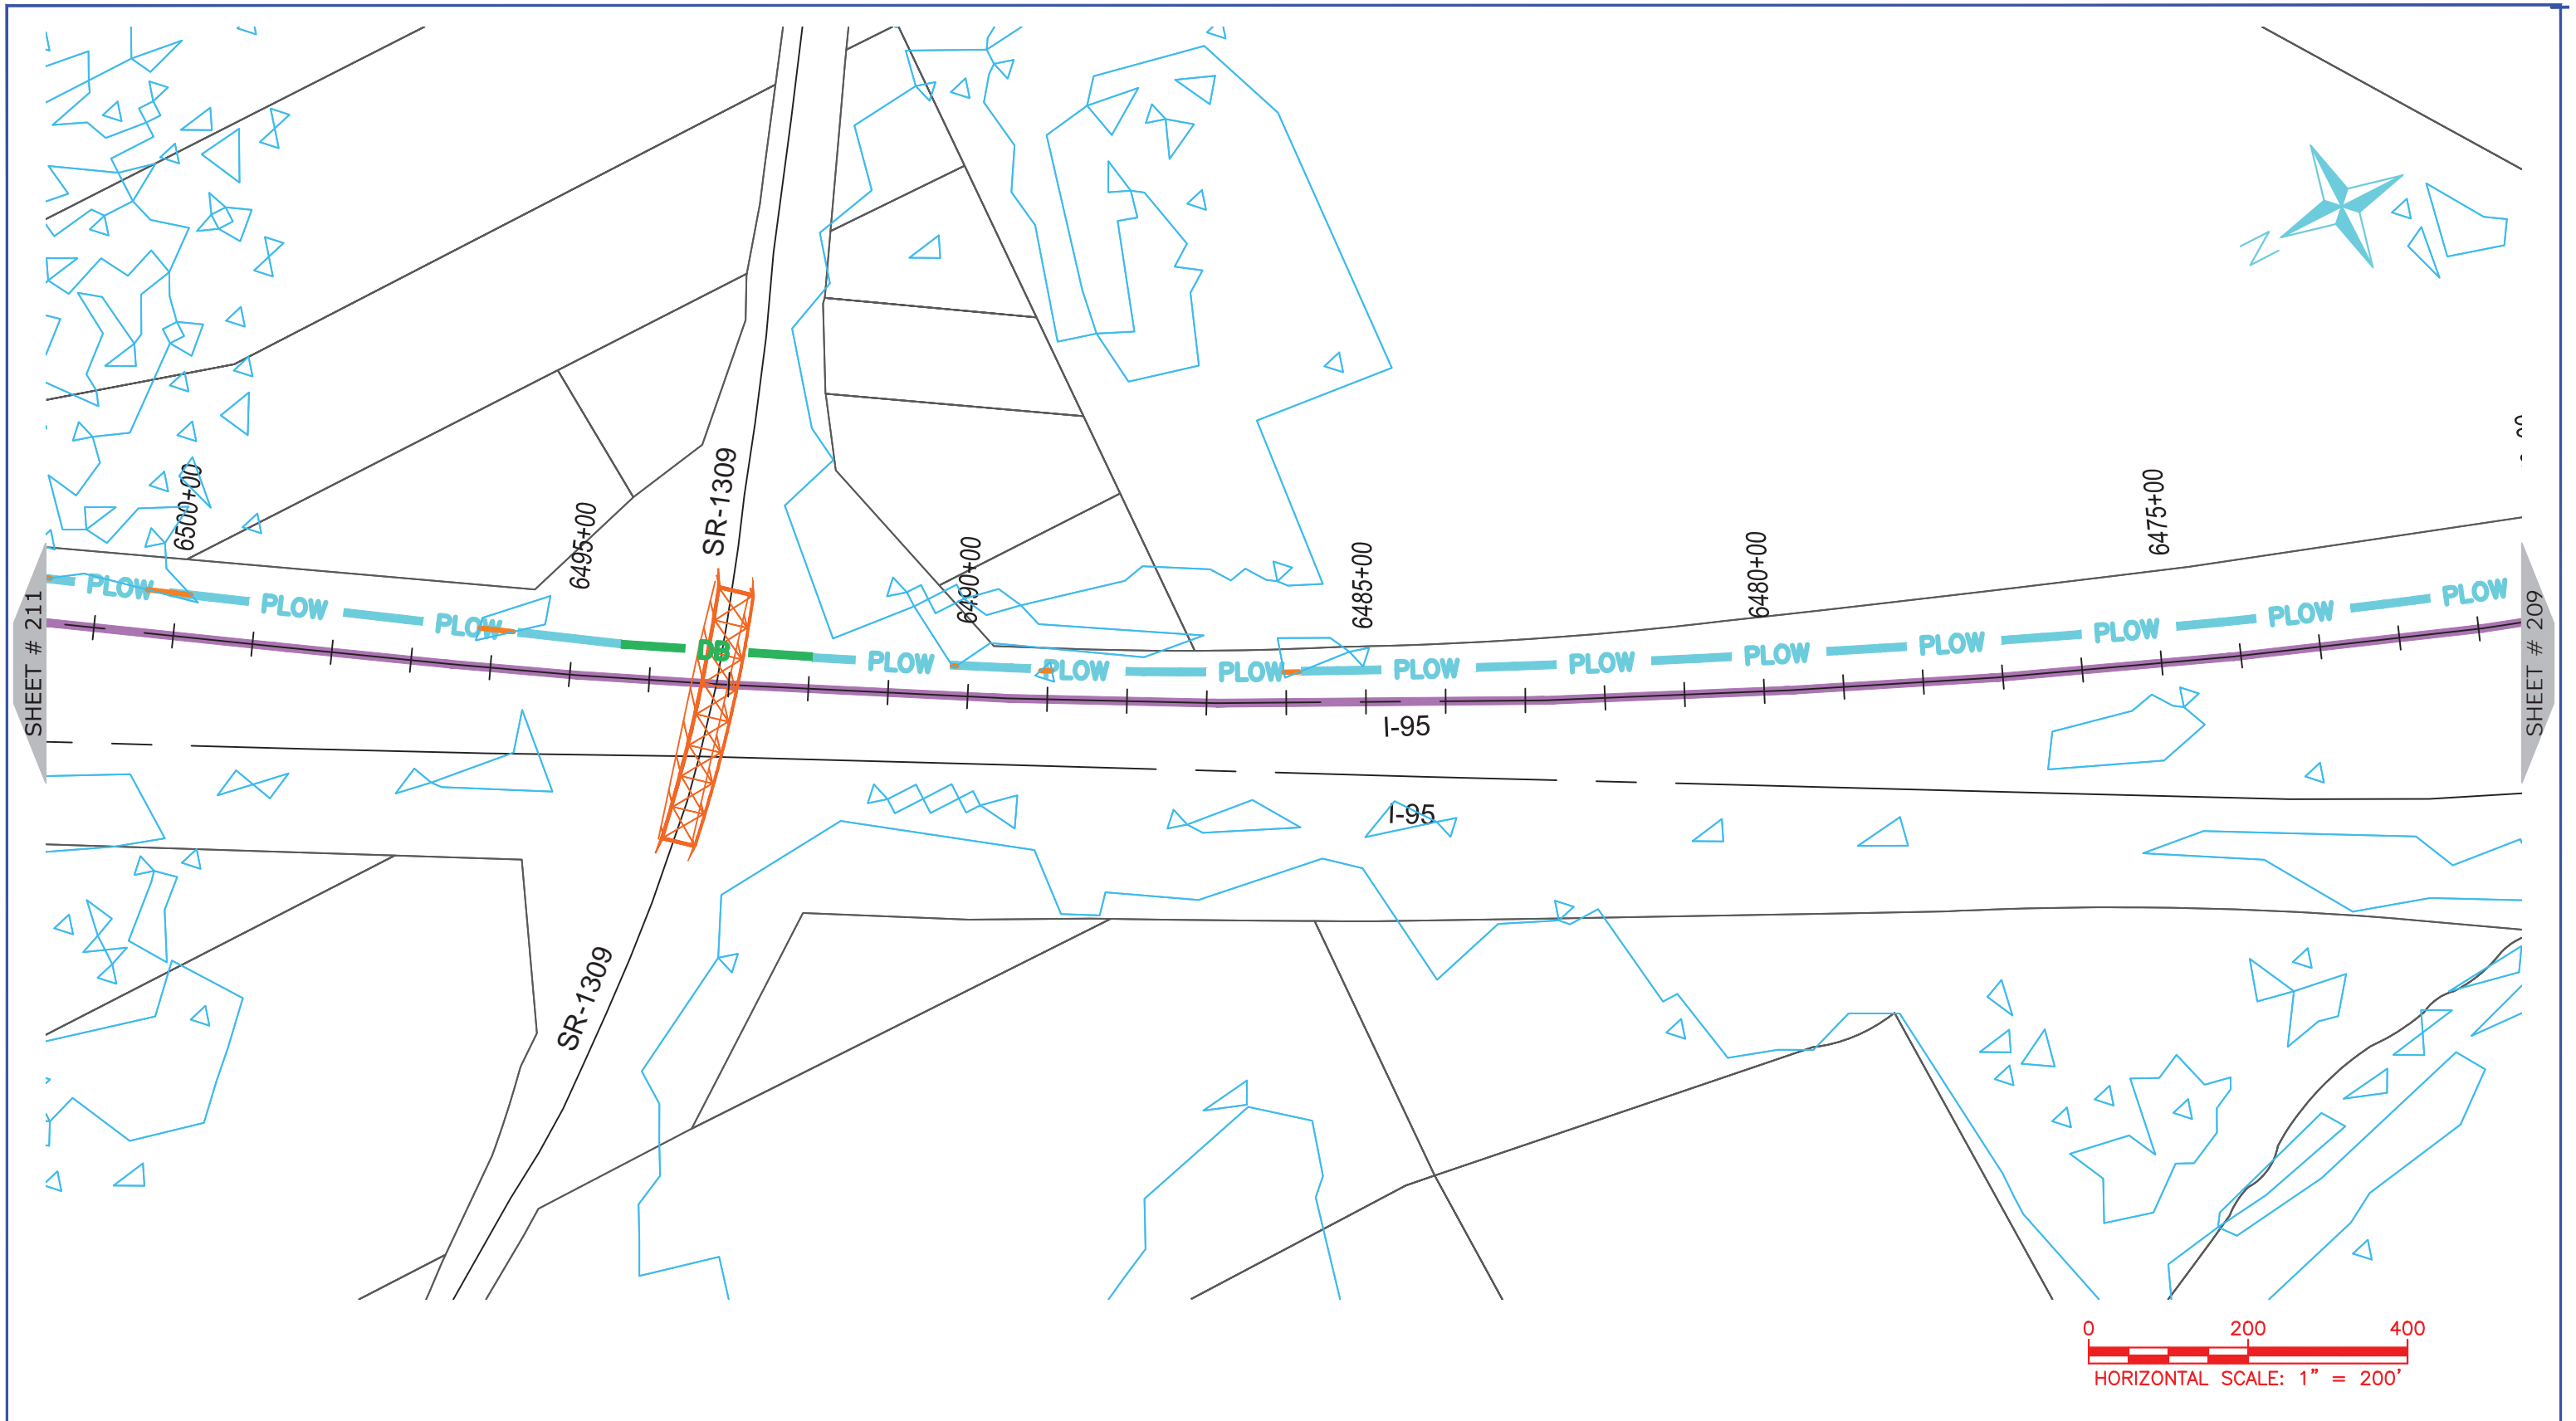 Z
SR-1309
6500+00
6495+00
6490+00
6485+00
6480+00
6475+00
PLOW PLOW PLOW DB PLOW PLOW PLOW PLOW PLOW PLOW PLOW PLOW PLOW PLOW
SHEET # 211
SHEET # 209
I-95
I-95
SR-1309
0 200 400
HORIZONTAL SCALE: 1” = 200’